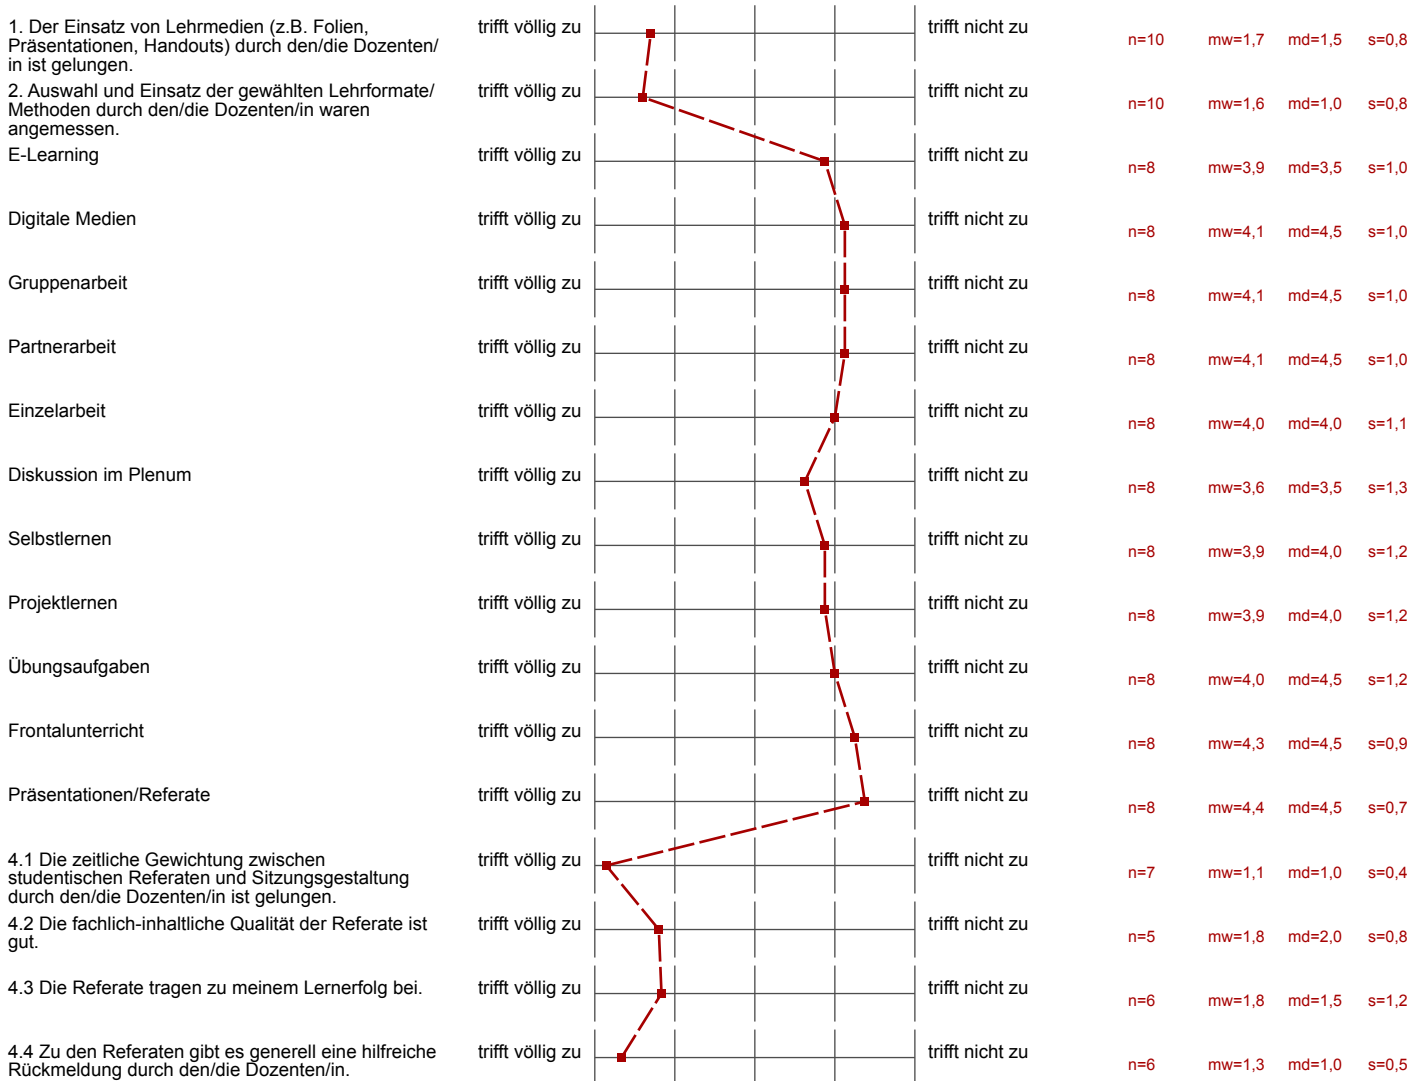 1. Der Einsatz von Lehrmedien (z.B. Folien,
Präsentationen, Handouts) durch den/die Dozenten/
in ist gelungen.
trifft völlig zu
trifft nicht zu
n=10 mw=1,7 md=1,5 s=0,8
2. Auswahl und Einsatz der gewählten Lehrformate/
Methoden durch den/die Dozenten/in waren
angemessen.
trifft völlig zu
trifft nicht zu
n=10 mw=1,6 md=1,0 s=0,8
E-Learning
trifft völlig zu
trifft nicht zu
n=8 mw=3,9 md=3,5 s=1,0
Digitale Medien
trifft völlig zu
trifft nicht zu
n=8 mw=4,1 md=4,5 s=1,0
Gruppenarbeit
trifft völlig zu
trifft nicht zu
n=8 mw=4,1 md=4,5 s=1,0
Partnerarbeit
trifft völlig zu
trifft nicht zu
n=8 mw=4,1 md=4,5 s=1,0
Einzelarbeit
trifft völlig zu
trifft nicht zu
n=8 mw=4,0 md=4,0 s=1,1
Diskussion im Plenum
trifft völlig zu
trifft nicht zu
n=8 mw=3,6 md=3,5 s=1,3
Selbstlernen
trifft völlig zu
trifft nicht zu
n=8 mw=3,9 md=4,0 s=1,2
Projektlernen
trifft völlig zu
trifft nicht zu
n=8 mw=3,9 md=4,0 s=1,2
Übungsaufgaben
trifft völlig zu
trifft nicht zu
n=8 mw=4,0 md=4,5 s=1,2
Frontalunterricht
trifft völlig zu
trifft nicht zu
n=8 mw=4,3 md=4,5 s=0,9
Präsentationen/Referate
trifft völlig zu
trifft nicht zu
n=8 mw=4,4 md=4,5 s=0,7
4.1 Die zeitliche Gewichtung zwischen
studentischen Referaten und Sitzungsgestaltung
durch den/die Dozenten/in ist gelungen.
trifft völlig zu
trifft nicht zu
n=7 mw=1,1 md=1,0 s=0,4
4.2 Die fachlich-inhaltliche Qualität der Referate ist
gut.
trifft völlig zu
trifft nicht zu
n=5 mw=1,8 md=2,0 s=0,8
4.3 Die Referate tragen zu meinem Lernerfolg bei.
trifft völlig zu
trifft nicht zu
n=6 mw=1,8 md=1,5 s=1,2
4.4 Zu den Referaten gibt es generell eine hilfreiche
Rückmeldung durch den/die Dozenten/in.
trifft völlig zu
trifft nicht zu
n=6 mw=1,3 md=1,0 s=0,5